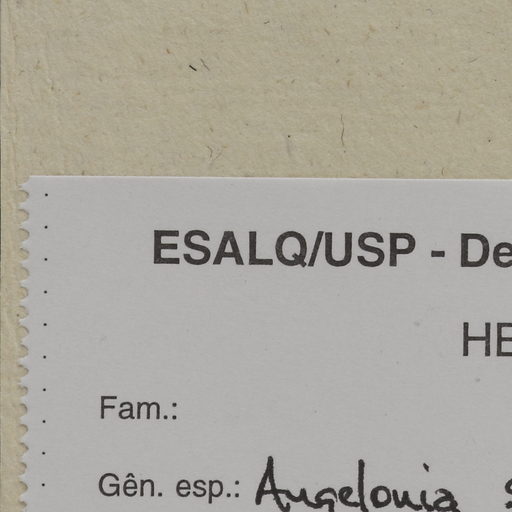 ESALQ/USP - De
HE
Fam.:
Gên. esp.: Angelonia s